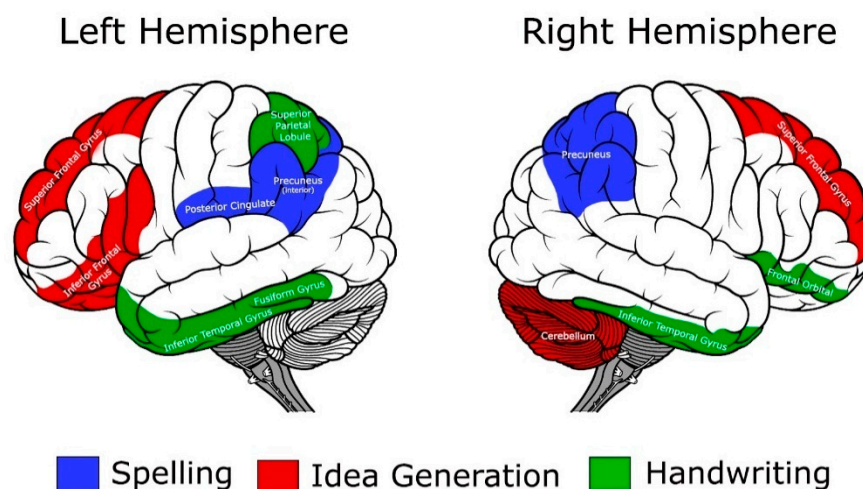 Left Hemisphere
Superior Frontal Gyrus
Inferior Frontal
Gyrus
Superior
Parietal
Lobule
Precuneus
(Interior)
Posterior Cingulate
Fusiform Gyrus
Inferior Temporal Gyrus
Right Hemisphere
Precuneus
Superior Frontal Gyrus
Frontal Orbital
Inferior Temporal Gyrus
Cerebellum
Spelling
Idea Generation
Handwriting